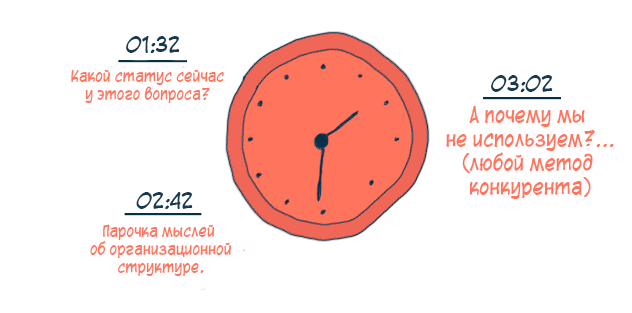 01:32
Какой статус сейчас
у этого вопроса?
02:42
Парочка мыслей
об организационной
структуре.
03:02
А почему мы
не используем?...
(любой метод
конкурента)